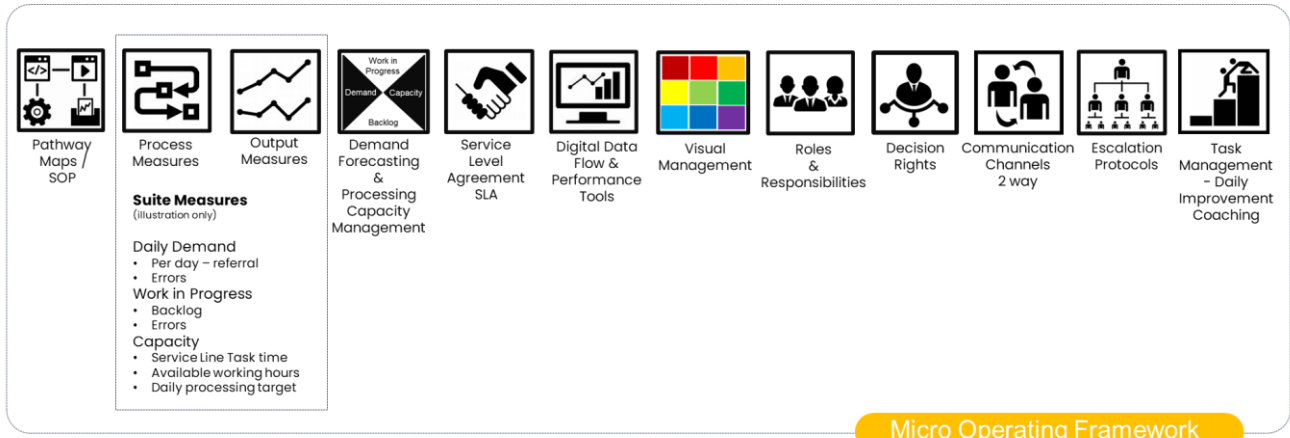 </>
Pathway
Maps /
SOP
Process
Measures
Output
Measures
Work in
Progress
Demand
Capacity
Backlog
Demand
Forecasting
&
Processing
Capacity
Management
Service
Level
Agreement
SLA
Digital Data
Flow &
Performance
Tools
Visual
Management
Roles
&
Responsibilities
Decision
Rights
Communication
Channels
2 way
Escalation
Protocols
Task
Management
- Daily
Improvement
Coaching
Suite Measures
(illustration only)
Daily Demand
• Per day – referral
• Errors
Work in Progress
• Backlog
• Errors
Capacity
• Service Line Task time
• Available working hours
• Daily processing target
Micro Operating Framework